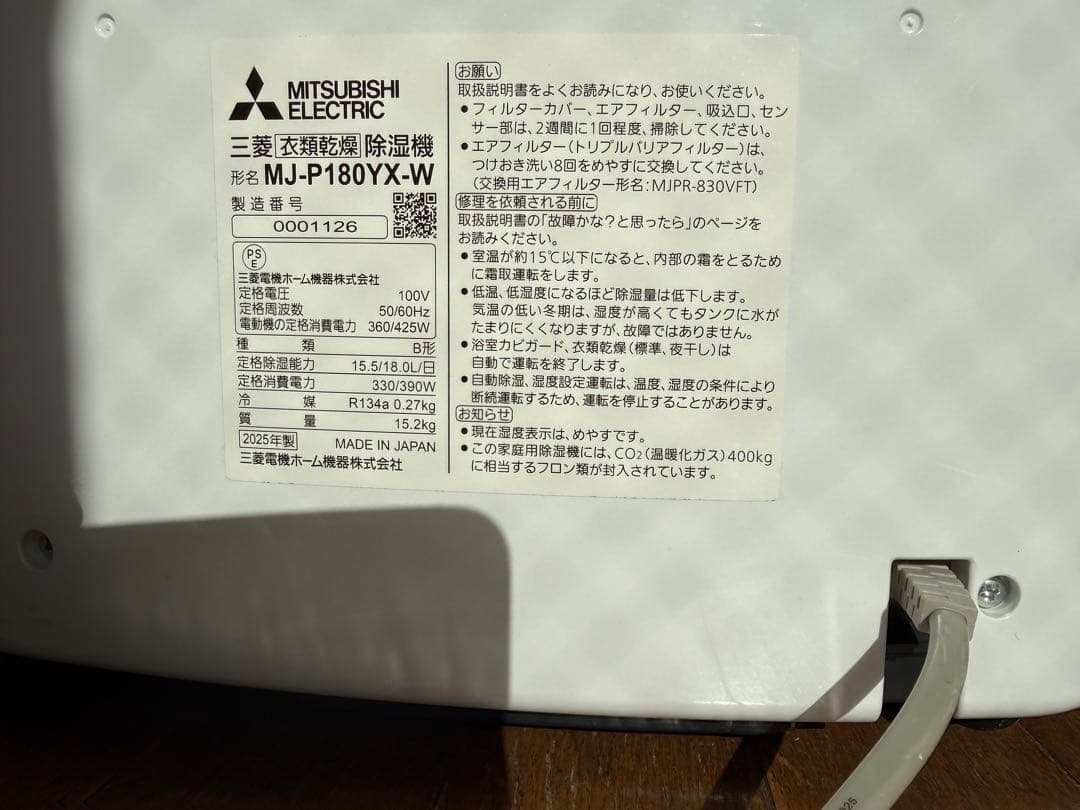 MITSUBISHI
ELECTRIC
三菱 衣類乾燥 除湿機
形名 MJ-P180YX-W
製造番号
0001126
PS
E
三菱電機ホーム機器株式会社
定格電圧 100V
定格周波数 50/60Hz
電動機の定格消費電力 360/425W
種類 B形
定格除湿能力 15.5/18.0L/日
定格消費電力 330/390W
冷媒 R134a 0.27kg
質量 15.2kg
2025年製 MADE IN JAPAN
三菱電機ホーム機器株式会社
お願い
取扱説明書をよくお読みになり、お使いください。
●フィルターカバー、エアフィルター、吸込口、セン
サー部は、2週間に1回程度、掃除してください。
●エアフィルター(トリプルバリアフィルター)は、
つけおき洗い8回をめやすに交換してください。
(交換用エアフィルター形名:MJPR-830VFT)
修理を依頼される前に
取扱説明書の「故障かな?と思ったら」のページを
お読みください。
●室温が約15℃以下になると、内部の霜をとるため
に霜取運転をします。
●低温、低湿度になるほど除湿量は低下します。
気温の低い冬期は、湿度が高くてもタンクに水が
たまりにくくなりますが、故障ではありません。
●浴室カビガード、衣類乾燥(標準、夜干し)は
自動で運転を終了します。
●自動除湿、湿度設定運転は、温度、湿度の条件により
断続運転するため、運転を停止することがあります。
お知らせ
●現在湿度表示は、めやすです。
●この家庭用除湿機には、CO2(温暖化ガス)400kg
に相当するフロン類が封入されています。
025